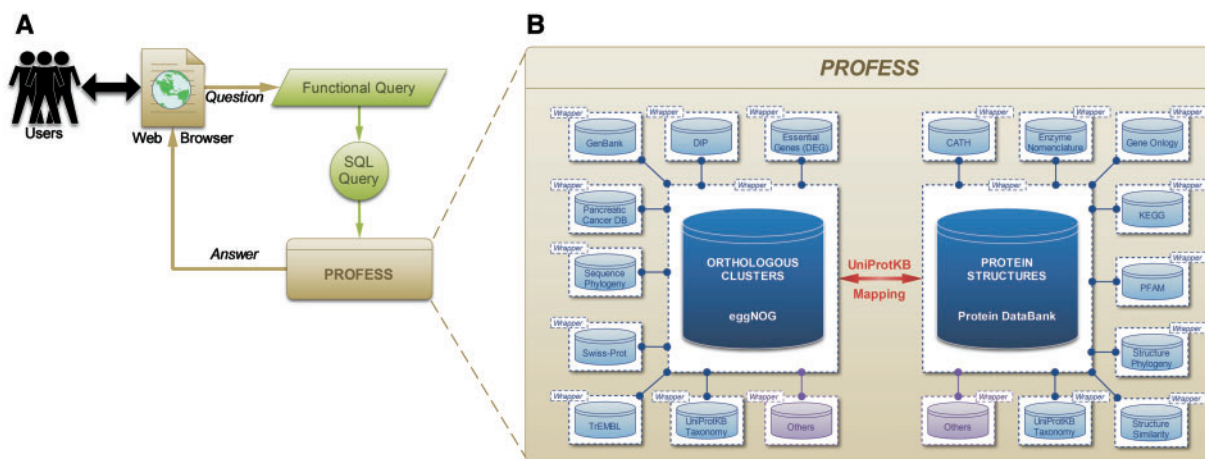 A
Users
Web Browser
Question
Functional Query
SQL
Query
PROFESS
Answer
B
PROFESS
Wrapper
GenBank
Wrapper
DIP
Wrapper
Essential
Genes (DEG)
Wrapper
CATH
Wrapper
Enzyme
Nomenclature
Wrapper
Gene Onlogy
Wrapper
Pancreatic
Cancer DB
Wrapper
Sequence
Phylogeny
Wrapper
Swiss-Prot
Wrapper
TrEMBL
Wrapper
UniProtKB
Taxonomy
Wrapper
Others
Wrapper
ORTHOLOGOUS
CLUSTERS
eggNOG
UniProtKB
Mapping
Wrapper
PROTEIN
STRUCTURES
Protein DataBank
Wrapper
KEGG
Wrapper
PFAM
Wrapper
Structure
Phylogeny
Wrapper
Others
Wrapper
UniProtKB
Taxonomy
Wrapper
Structure
Similarity